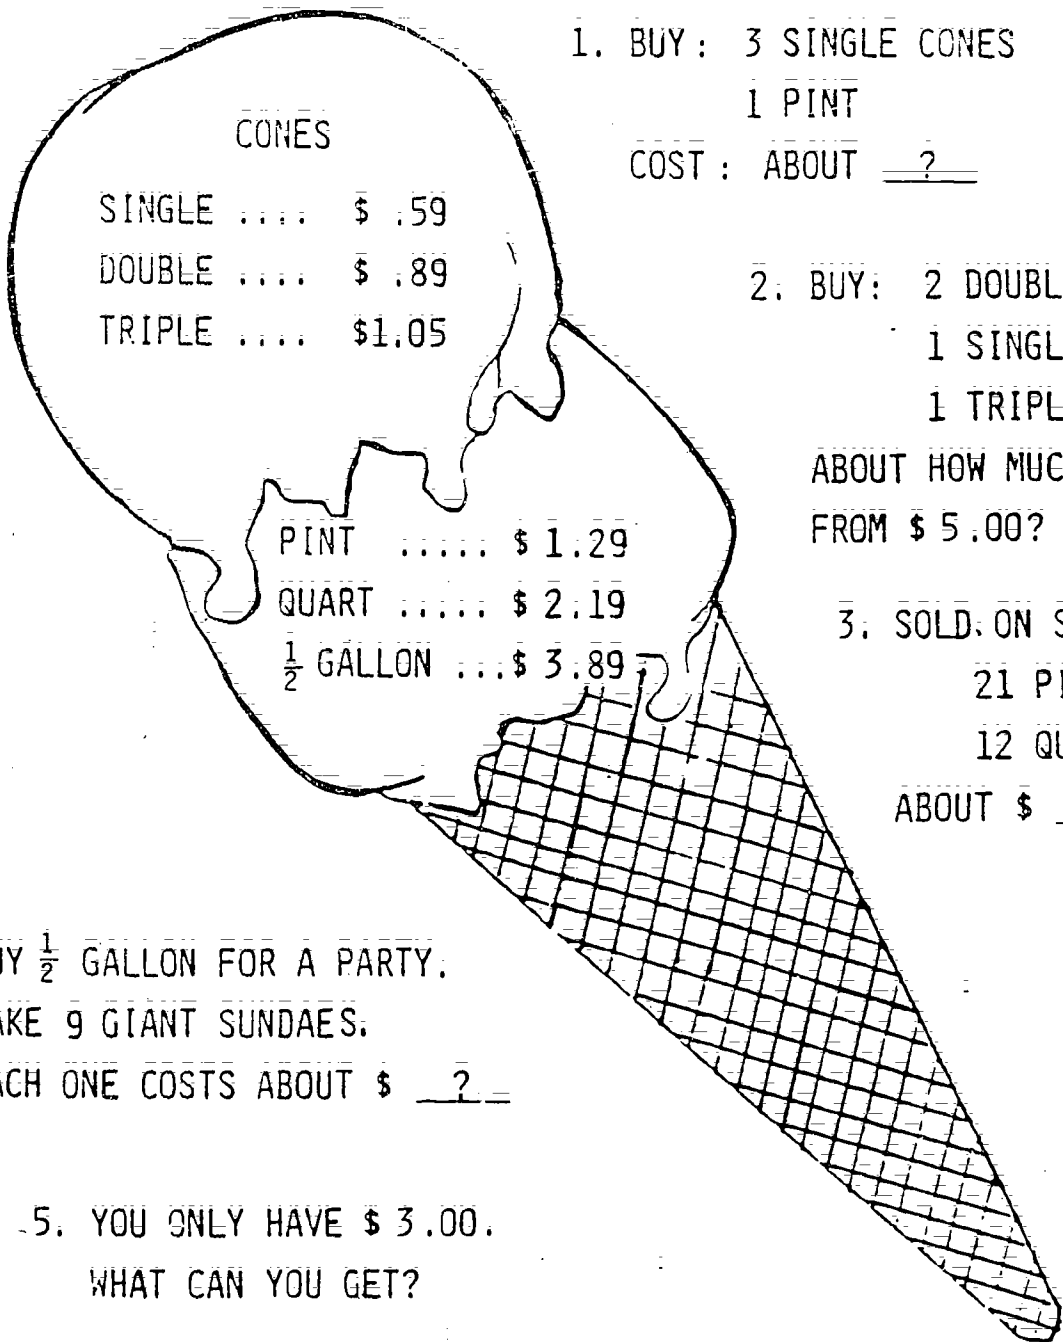 CONES
SINGLE .... $ .59
DOUBLE .... $ .89
TRIPLE .... $1.05
PINT ..... $ 1.29
QUART ..... $ 2.19
½ GALLON ... $ 3.89
1. BUY: 3 SINGLE CONES
1 PINT
COST: ABOUT ?
2. BUY: 2 DOUBL
1 SINGL
1 TRIPL
ABOUT HOW MUC
FROM $ 5.00?
3. SOLD ON S
21 PI
12 QU
ABOUT $
UY ½ GALLON FOR A PARTY.
AKE 9 GIANT SUNDAES.
ACH ONE COSTS ABOUT $ ?
5. YOU ONLY HAVE $ 3.00.
WHAT CAN YOU GET?